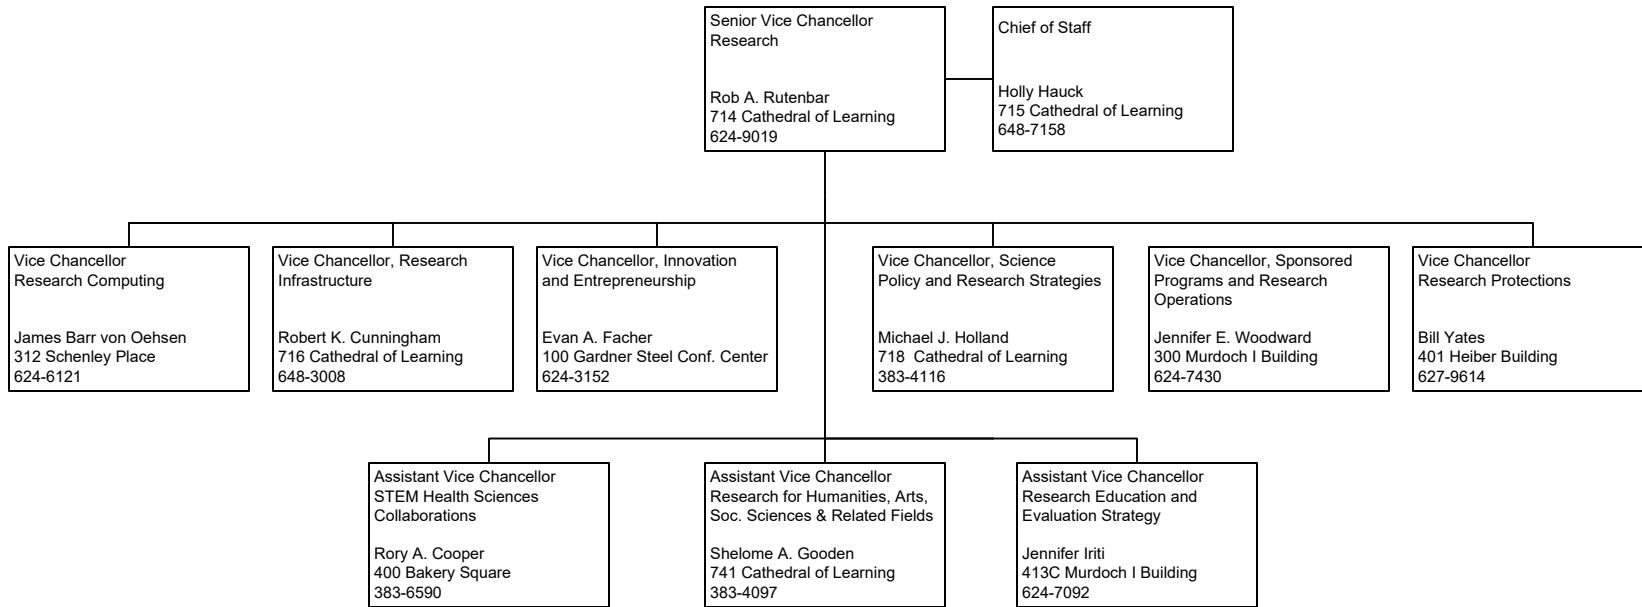 Senior Vice Chancellor
Research
Rob A. Rutenbar
714 Cathedral of Learning
624-9019
Chief of Staff
Holly Hauck
715 Cathedral of Learning
648-7158
Vice Chancellor
Research Computing
James Barr von Oehsen
312 Schenley Place
624-6121
Vice Chancellor, Research
Infrastructure
Robert K. Cunningham
716 Cathedral of Learning
648-3008
Vice Chancellor, Innovation
and Entrepreneurship
Evan A. Facher
100 Gardner Steel Conf. Center
624-3152
Vice Chancellor, Science
Policy and Research Strategies
Michael J. Holland
718  Cathedral of Learning
383-4116
Vice Chancellor, Sponsored
Programs and Research
Operations
Jennifer E. Woodward
300 Murdoch I Building
624-7430
Vice Chancellor
Research Protections
Bill Yates
401 Heiber Building
627-9614
Assistant Vice Chancellor
STEM Health Sciences
Collaborations
Rory A. Cooper
400 Bakery Square
383-6590
Assistant Vice Chancellor
Research for Humanities, Arts,
Soc. Sciences & Related Fields
Shelome A. Gooden
741 Cathedral of Learning
383-4097
Assistant Vice Chancellor
Research Education and
Evaluation Strategy
Jennifer Iriti
413C Murdoch I Building
624-7092